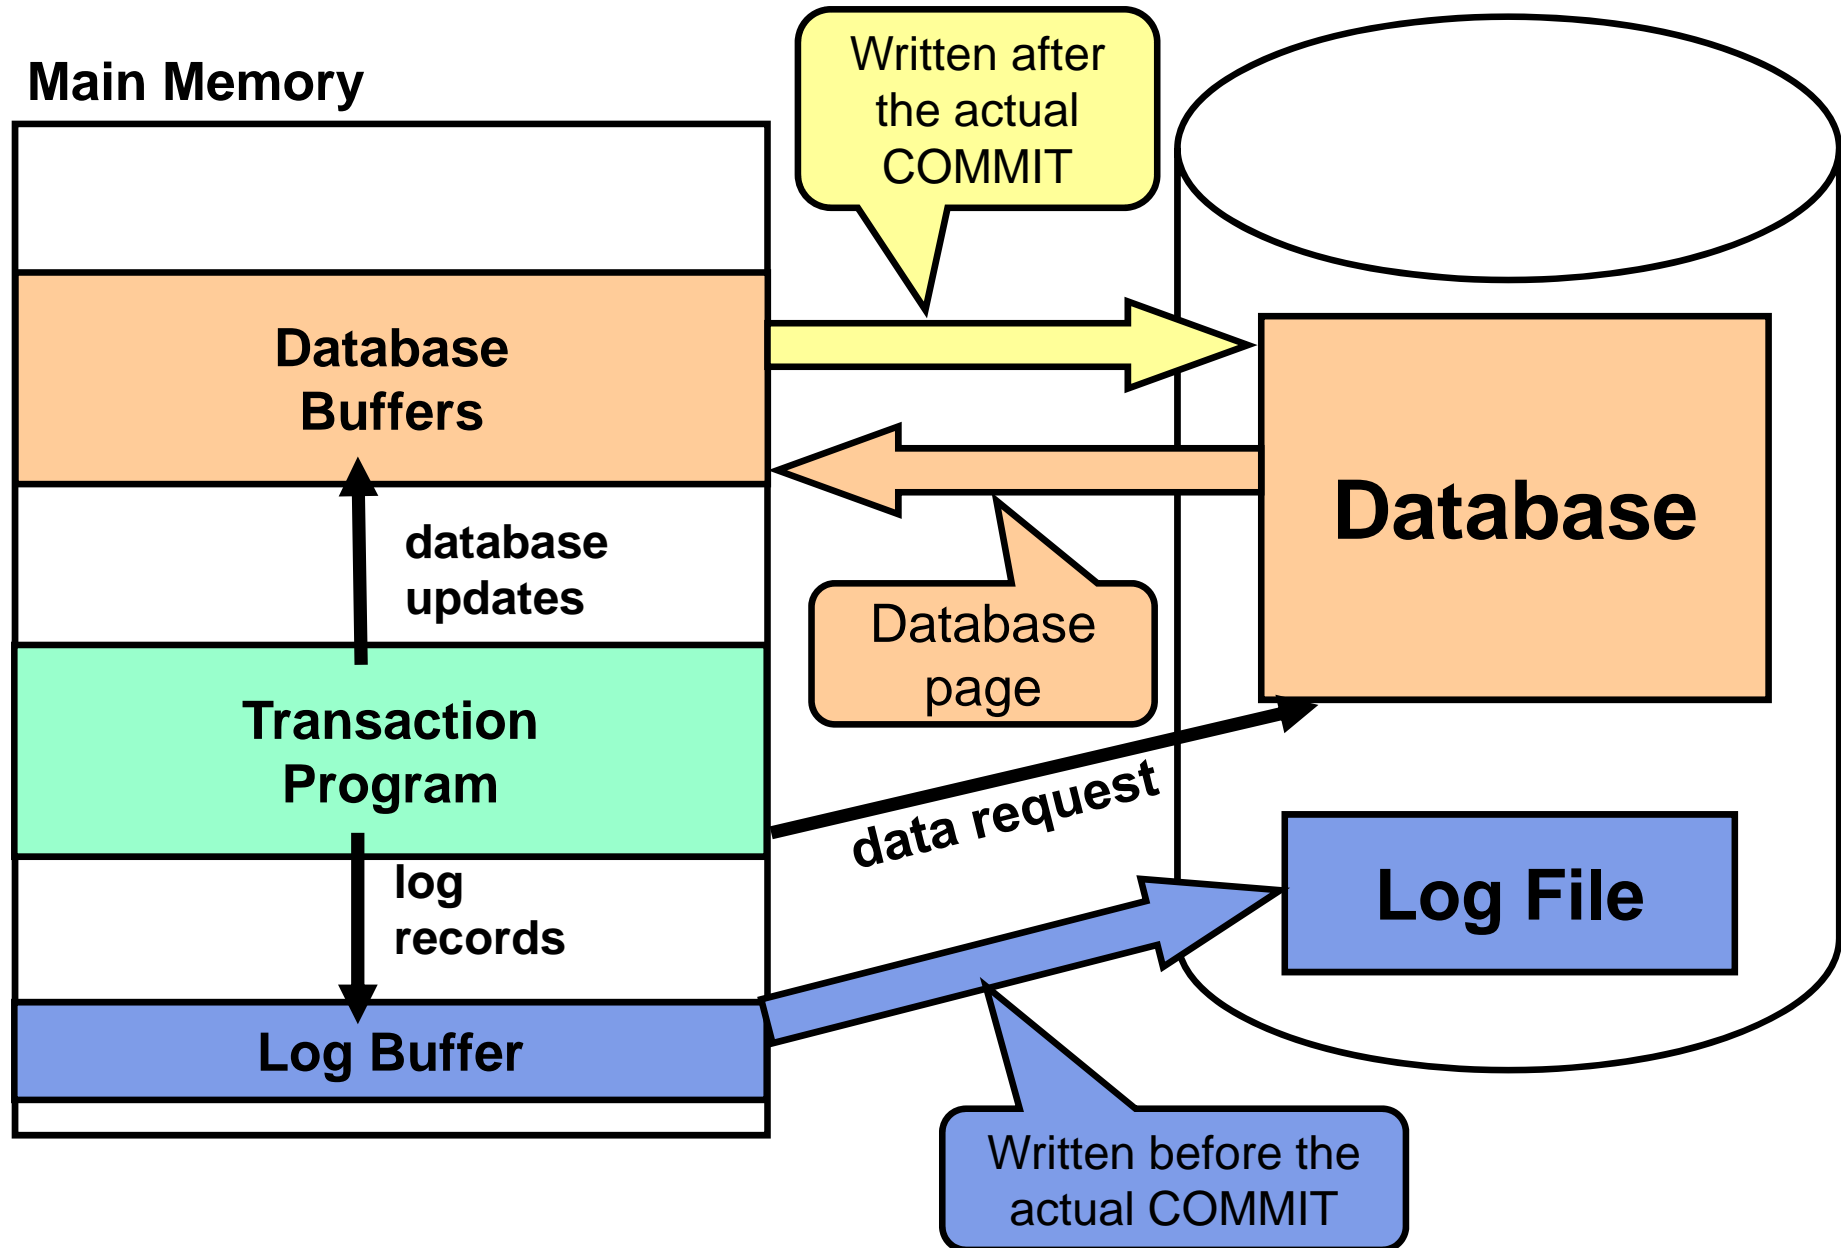 Main Memory
Written after
the actual
COMMIT
Database
Buffers
database
updates
Database
Database
page
Transaction
Program
data request
log
records
Log File
Log Buffer
Written before the
actual COMMIT